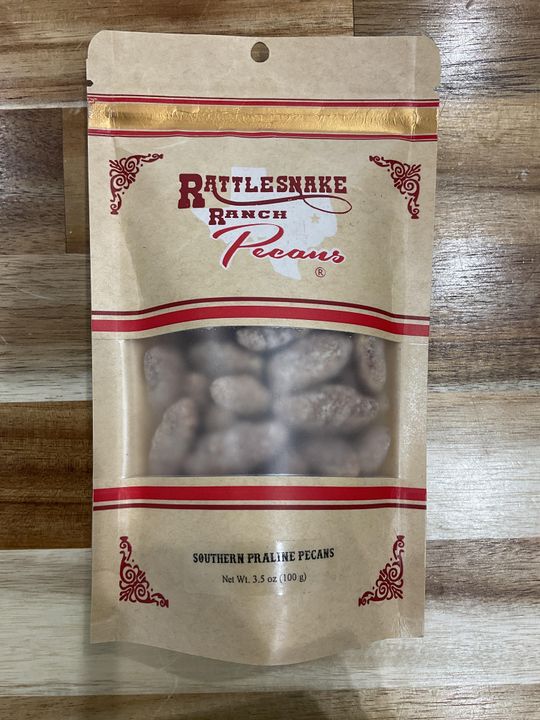 RATTLESNAKE
RANCH
Pecans
®
SOUTHERN PRALINE PECANS
Net Wt. 3.5 oz (100 g)